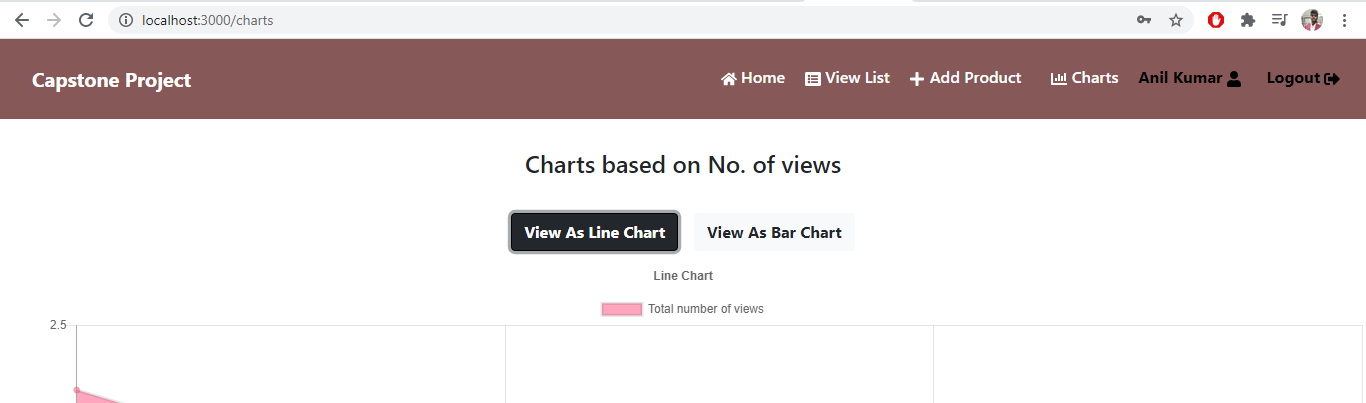 localhost:3000/charts
Capstone Project Home View List Add Product Charts Anil Kumar Logout
Charts based on No. of views
View As Line Chart View As Bar Chart
Line Chart
Total number of views
2.5